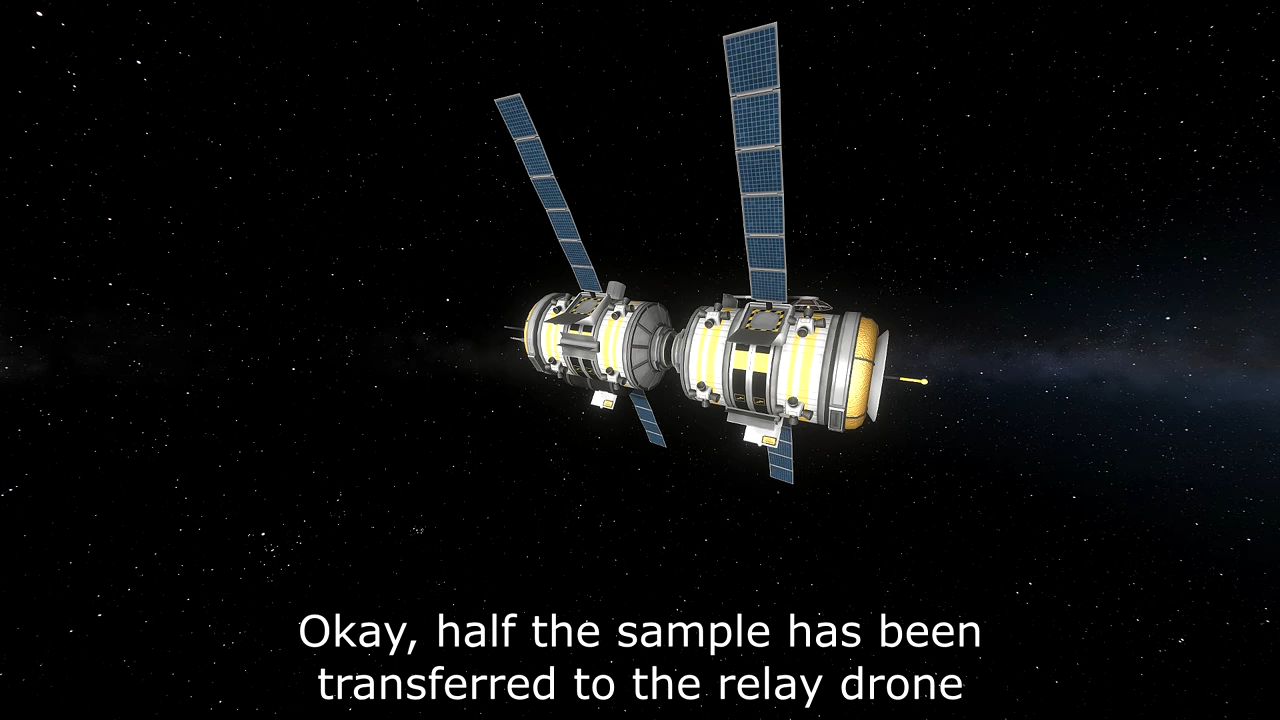 Okay, half the sample has been
transferred to the relay drone